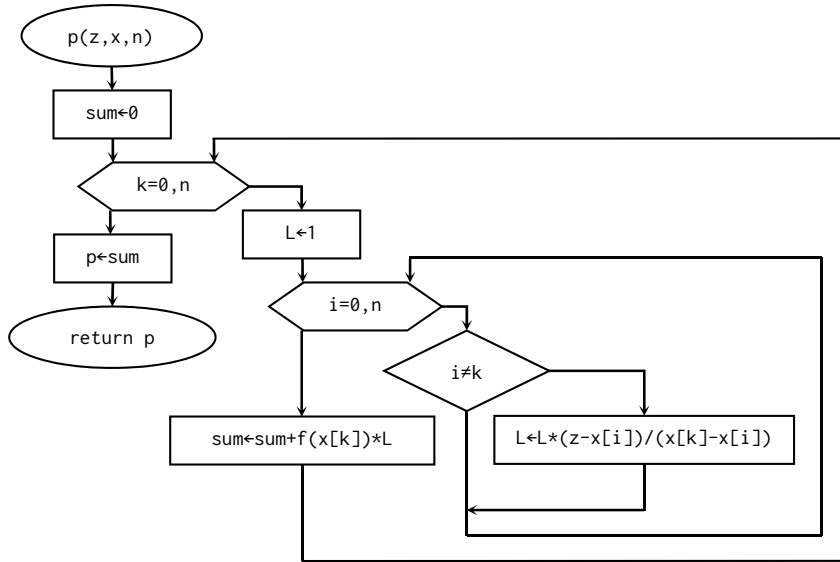 p(z,x,n)
sum←0
k=0,n
p←sum
return p
L←1
i=0,n
i≠k
sum←sum+f(x[k])*L
L←L*(z-x[i])/(x[k]-x[i])